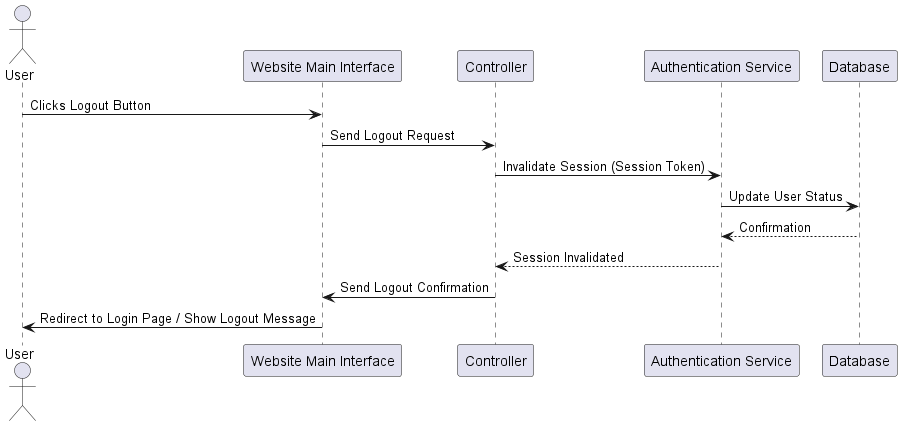 User
Website Main Interface
Controller
Authentication Service
Database
Clicks Logout Button
Send Logout Request
Invalidate Session (Session Token)
Update User Status
Confirmation
Session Invalidated
Send Logout Confirmation
Redirect to Login Page / Show Logout Message
User
Website Main Interface
Controller
Authentication Service
Database